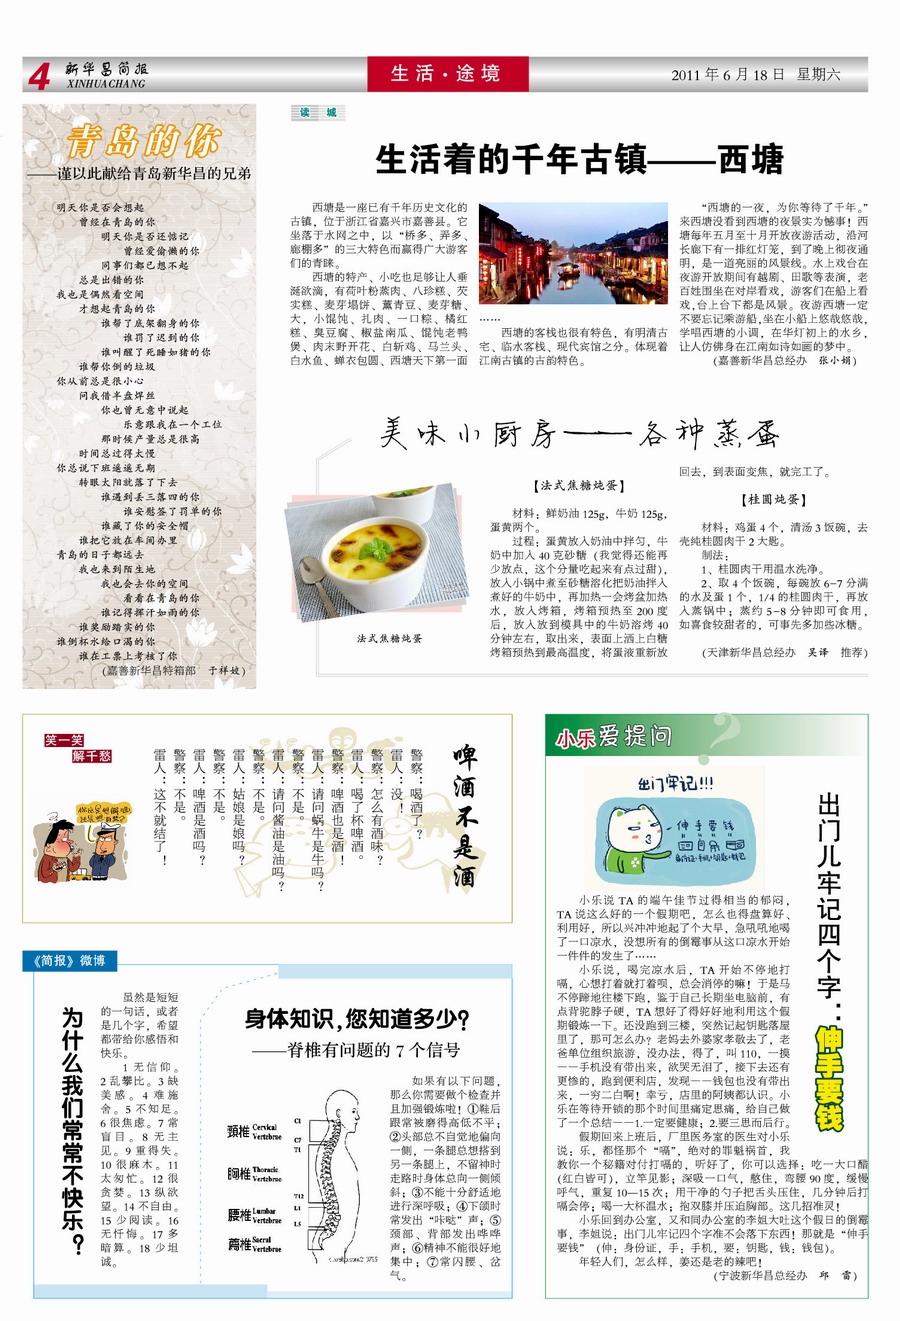 4
新华昌简报
XINHUACHANG
生活·途境
2011年6月18日 星期六
青岛的你
——谨以此献给青岛新华昌的兄弟
明天你是否会想起
曾经在青岛的你
明天你是否还惦记
曾经爱偷懒的你
同事们都已想不起
总是出错的你
我也是偶然看空间
才想起青岛的你
谁帮了底架翻身的你
谁罚了迟到的你
谁叫醒了死睡如猪的你
谁帮你倒的垃圾
你从前总是很小心
问我借半盘焊丝
你也曾无意中说起
乐意跟我在一个工位
那时候产量总是很高
时间总过得太慢
你总说下班遥遥无期
转眼太阳就落了下去
谁遇到丢三落四的你
谁安慰签了罚单的你
谁藏了你的安全帽
谁把它放在车间办里
青岛的日子都远去
我也来到陌生地
我也会去你的空间
看看在青岛的你
谁记得挥汗如雨的你
谁奖励踏实的你
谁倒杯水给口渴的你
谁在工票上考核了你
(嘉善新华昌特箱部 于祥姣)
读 城
生活着的千年古镇——西塘
西塘是一座已有千年历史文化的
古镇，位于浙江省嘉兴市嘉善县。它
坐落于水网之中，以“桥多、弄多、
廊棚多”的三大特色而赢得广大游客
们的青睐。
西塘的特产、小吃也足够让人垂
涎欲滴，有荷叶粉蒸肉、八珍糕、芡
实糕、麦芽塌饼、薰青豆、麦芽糖、
大，小馄饨、扎肉、一口粽、橘红
糕、臭豆腐、椒盐南瓜、馄饨老鸭
煲、肉末野开花、白斩鸡、马兰头、
白水鱼、蝉衣包圆、西塘天下第一面
……
西塘的客栈也很有特色，有明清古
宅、临水客栈、现代宾馆之分。体现着
江南古镇的古韵特色。
“西塘的一夜，为你等待了千年。”
来西塘没看到西塘的夜景实为憾事！西
塘每年五月至十月开放夜游活动，沿河
长廊下有一排红灯笼，到了晚上彻夜通
明，是一道亮丽的风景线。水上戏台在
夜游开放期间有越剧、田歌等表演，老
百姓围坐在对岸看戏，游客们在船上看
戏,台上台下都是风景。夜游西塘一定
不要忘记乘游船,坐在小船上悠哉悠哉,
学唱西塘的小调，在华灯初上的水乡，
让人仿佛身在江南如诗如画的梦中。
(嘉善新华昌总经办 张小娟)
美味小厨房——各种蒸蛋
法式焦糖炖蛋
【法式焦糖炖蛋】
材料：鲜奶油125g，牛奶125g，
蛋黄两个。
过程：蛋黄放入奶油中拌匀，牛
奶中加入40克砂糖（我觉得还能再
少放点，这个分量吃起来有点过甜)，
放入小锅中煮至砂糖溶化把奶油拌入
煮好的牛奶中，再加热一会烤盆加热
水，放入烤箱，烤箱预热至200度
后，放入放到模具中的牛奶溶烤40
分钟左右，取出来，表面上洒上白糖
烤箱预热到最高温度，将蛋液重新放
回去，到表面变焦，就完工了。
【桂圆炖蛋】
材料：鸡蛋4个，清汤3饭碗，去
壳纯桂圆肉干2大匙。
制法：
1、桂圆肉干用温水洗净。
2、取4个饭碗，每碗放6-7分满
的水及蛋1个，1/4的桂圆肉干，再放
入蒸锅中；蒸约5-8分钟即可食用，
如喜食较甜者的，可事先多加些冰糖。
(天津新华昌总经办 吴译 推荐)
笑一笑
解千愁
啤酒不是酒
警察：喝酒了？
雷人：没！
警察：怎么有酒味？
雷人：喝了杯啤酒。
警察：啤酒也是酒！
雷人：请问蜗牛是牛吗？
警察：不是。
雷人：请问酱油是油吗？
警察：不是。
雷人：姑娘是娘吗？
警察：不是。
雷人：啤酒是酒吗？
警察：不是。
雷人：这不就结了！
《简报》微博
为什么我们常常不快乐？
虽然是短短
的一句话，或者
是几个字，希望
都带给你感悟和
快乐。
1 无信仰。
2 乱攀比。3 缺
美感。4 难施
舍。5 不知足。
6 很焦虑。7 常
盲目。8 无主
见。9 重得失。
10 很麻木。11
太匆忙。12 很
贪婪。13 纵欲
望。14 不自由。
15 少阅读。16
无忏悔。17 多
暗算。18 少坦
诚。
身体知识,您知道多少?
——脊椎有问题的7个信号
頸椎 Cervical Vertebrae
胸椎 Thoracic Vertebrae
腰椎 Lumbar Vertebrae
薦椎 Sacral Vertebrae
C1
C7
T1
T12
L1
L5
如果有以下问题，
那么你需要做个检查并
且加强锻炼啦！①鞋后
跟常被磨得高低不平；
②头部总不自觉地偏向
一侧，一条腿总想搭到
另一条腿上，不留神时
走路时身体总向一侧倾
斜；③不能十分舒适地
进行深呼吸；④下颌时
常发出“咔哒”声；⑤
颈部、背部发出哗哗
声；⑥精神不能很好地
集中；⑦常闪腰、岔
气。
小乐爱提问
?
出门牢记!!!
伸手要钱
身份证+手机+钥匙+钱包
出门儿牢记四个字：伸手要钱
小乐说TA的端午佳节过得相当的郁闷，
TA说这么好的一个假期吧，怎么也得盘算好、
利用好，所以兴冲冲地起了个大早，急吼吼地喝
了一口凉水，没想所有的倒霉事从这口凉水开始
一件件的发生了……
小乐说，喝完凉水后，TA开始不停地打
嗝，心想打着就打着呗，总会消停的嘛！于是马
不停蹄地往楼下跑，鉴于自己长期坐电脑前，有
点背驼脖子硬，TA想好了得好好地利用这个假
期锻炼一下。还没跑到三楼，突然记起钥匙落屋
里了，那可怎么办？老妈去外婆家孝敬去了，老
爸单位组织旅游，没办法，得了，叫110，一摸
——手机没有带出来，欲哭无泪了，接下去还有
更惨的，跑到便利店，发现——钱包也没有带出
来，一穷二白啊！幸亏，店里的阿姨都认识。小
乐在等待开锁的那个时间里痛定思痛，给自己做
了一个总结——1.一定要健康；2.要三思而后行。
假期回来上班后，厂里医务室的医生对小乐
说：乐，都怪那个“嗝”，绝对的罪魁祸首，我
教你一个秘籍对付打嗝的，听好了，你可以选择：吃一大口醋
(红白皆可)，立竿见影；深吸一口气，憋住，弯腰90度，缓慢
呼气，重复10—15次；用干净的勺子把舌头压住，几分钟后打
嗝会停；喝一大杯温水；抱双膝并压迫胸部。这几招准灵！
小乐回到办公室，又和同办公室的李姐大吐这个假日的倒霉
事，李姐说：出门儿牢记四个字准不会落下东西！那就是“伸手
要钱”（伸：身份证，手：手机，要：钥匙，钱：钱包)。
年轻人们，怎么样，姜还是老的辣吧！
(宁波新华昌总经办 邱 雷)